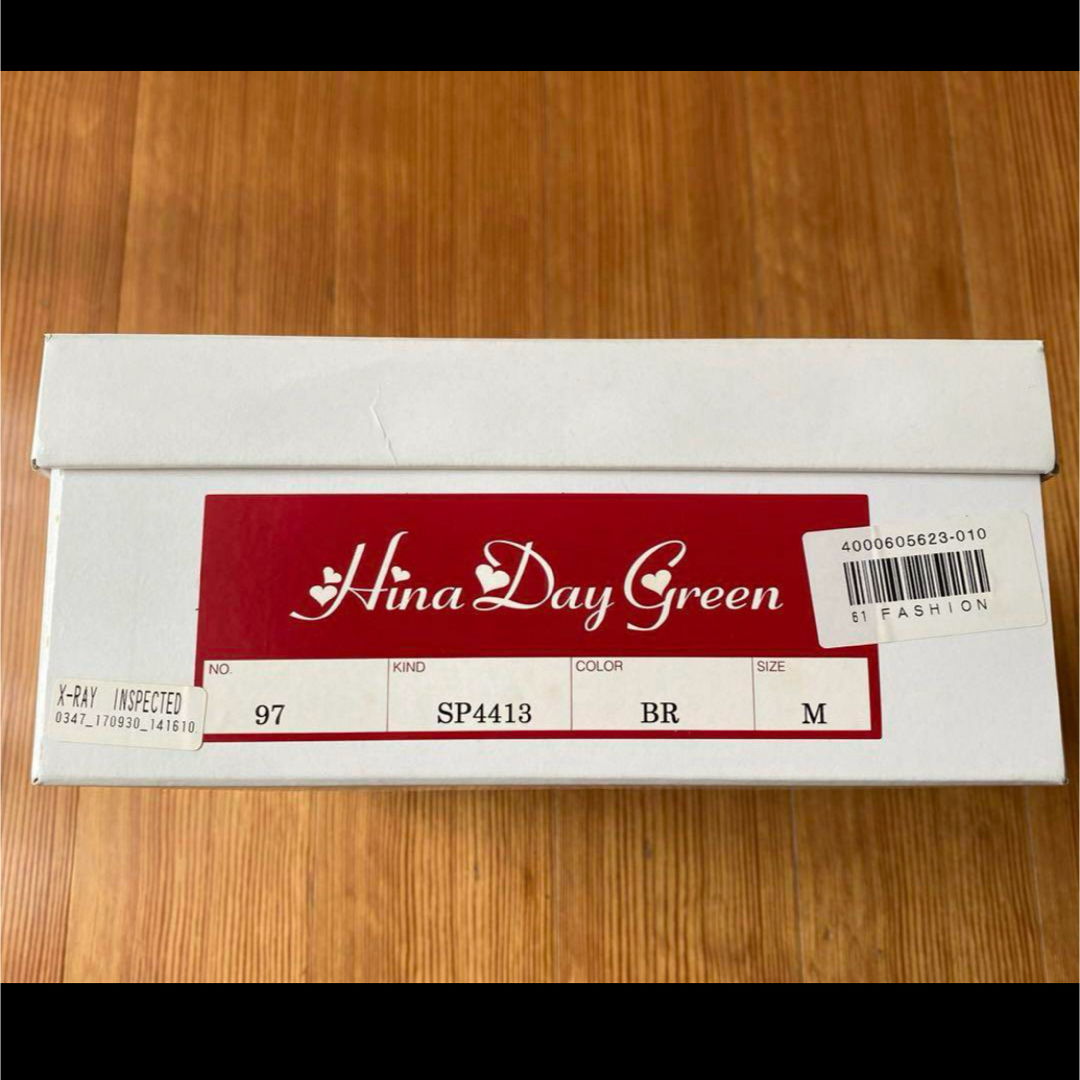 Hina Day Green
4000605623-010
61 FASHION
NO. KIND COLOR SIZE
97 SP4413 BR M
X-RAY INSPECTED
0347_170930_141610